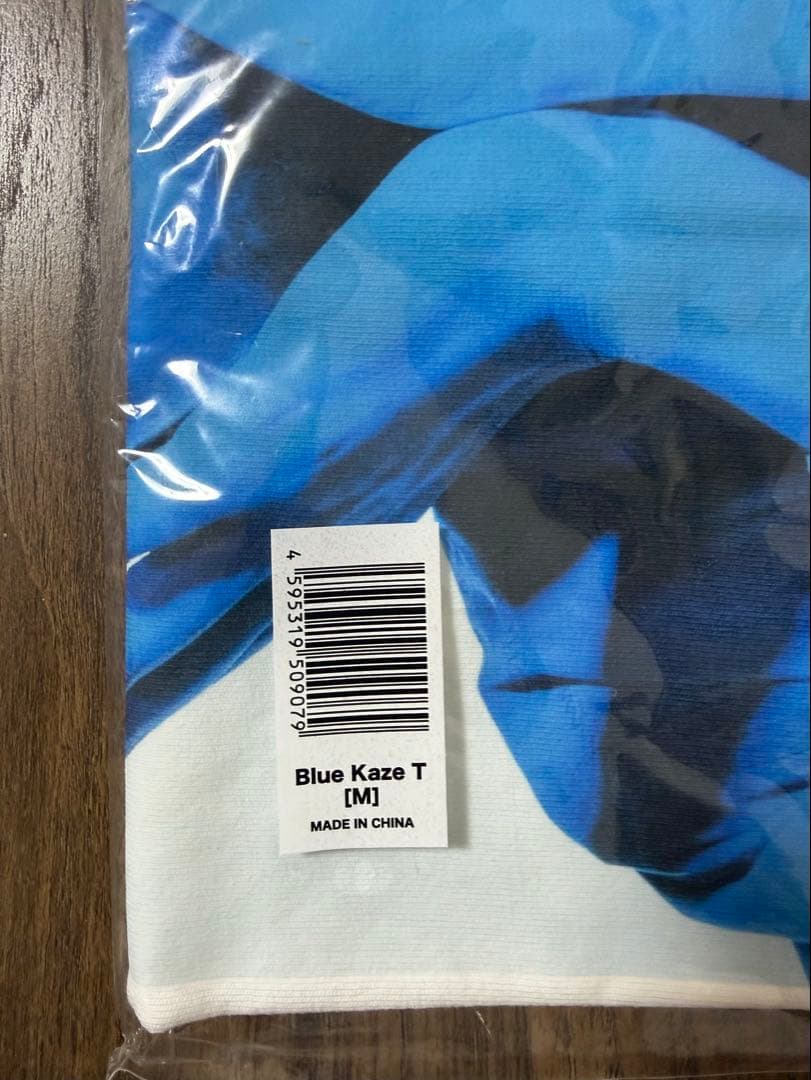 4 595319 509079
Blue Kaze T
[M]
MADE IN CHINA